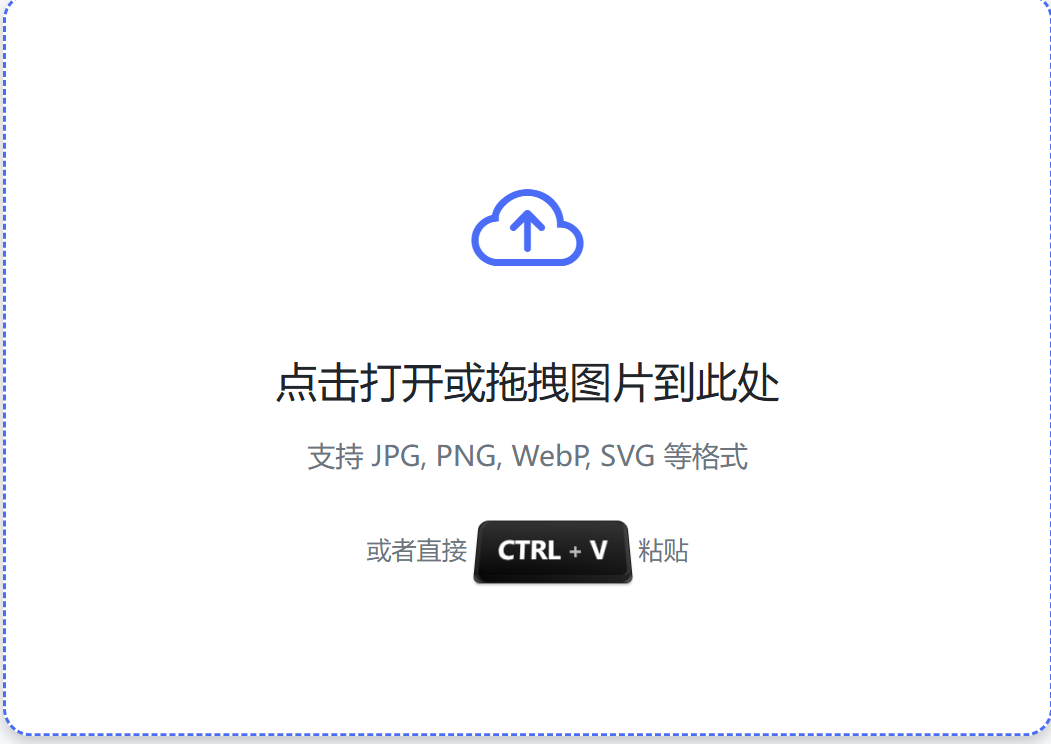 点击打开或拖拽图片到此处
支持 JPG, PNG, WebP, SVG 等格式
或者直接 CTRL + V 粘贴